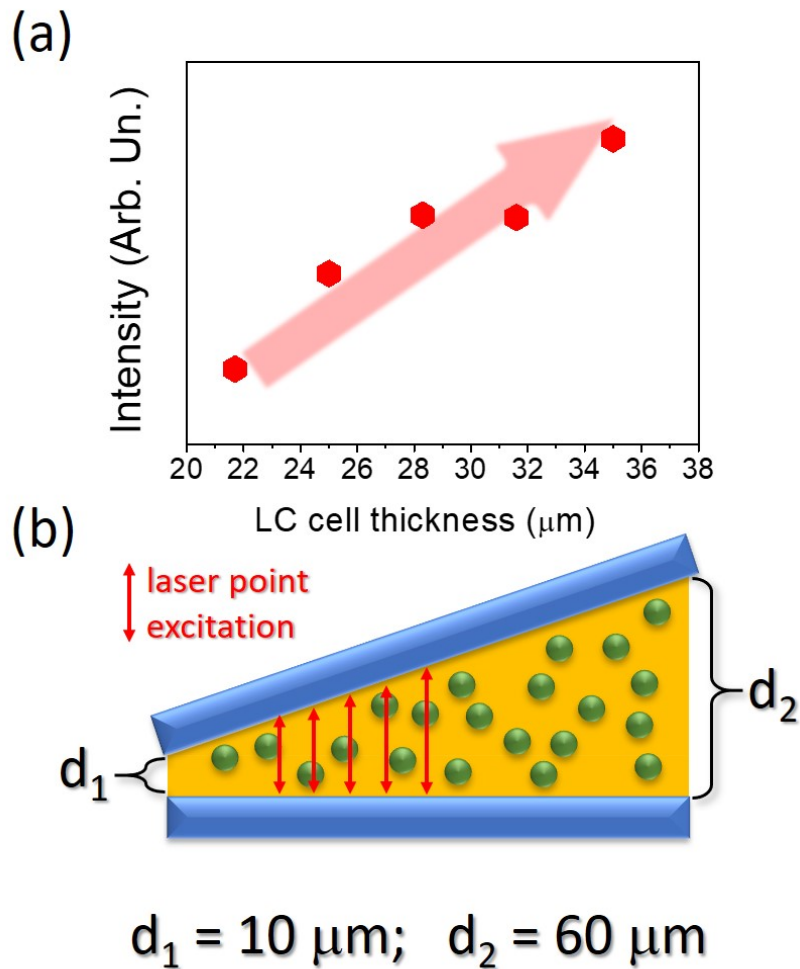 (a)
Intensity (Arb. Un.)
20 22 24 26 28 30 32 34 36 38
LC cell thickness (μm)
(b)
laser point
excitation
d₁
d₂
d₁ = 10 μm; d₂ = 60 μm